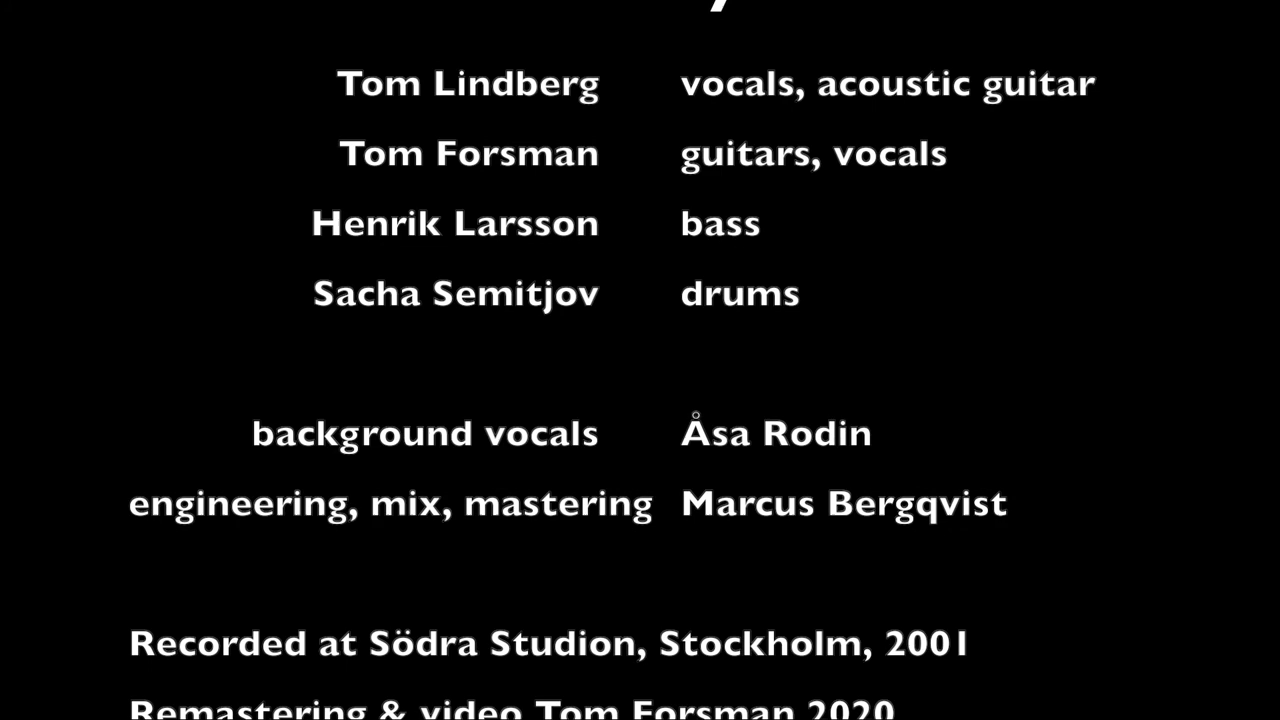 Tom Lindberg vocals, acoustic guitar
Tom Forsman guitars, vocals
Henrik Larsson bass
Sacha Semitjov drums
background vocals Åsa Rodin
engineering, mix, mastering Marcus Bergqvist
Recorded at Södra Studion, Stockholm, 2001
Remastering & video Tom Forsman 2020